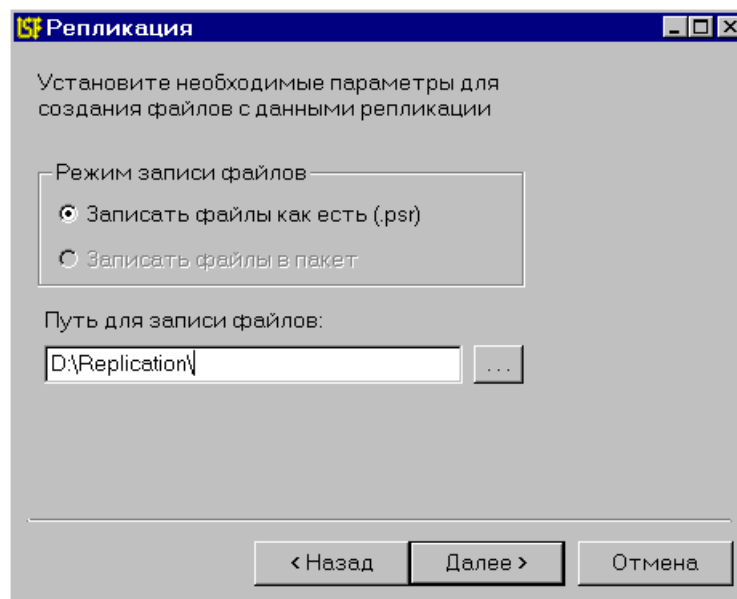 Репликация
Установите необходимые параметры для
создания файлов с данными репликации
Режим записи файлов
Записать файлы как есть (.psr)
Записать файлы в пакет
Путь для записи файлов:
D:\Replication\
...
< Назад
Далее >
Отмена